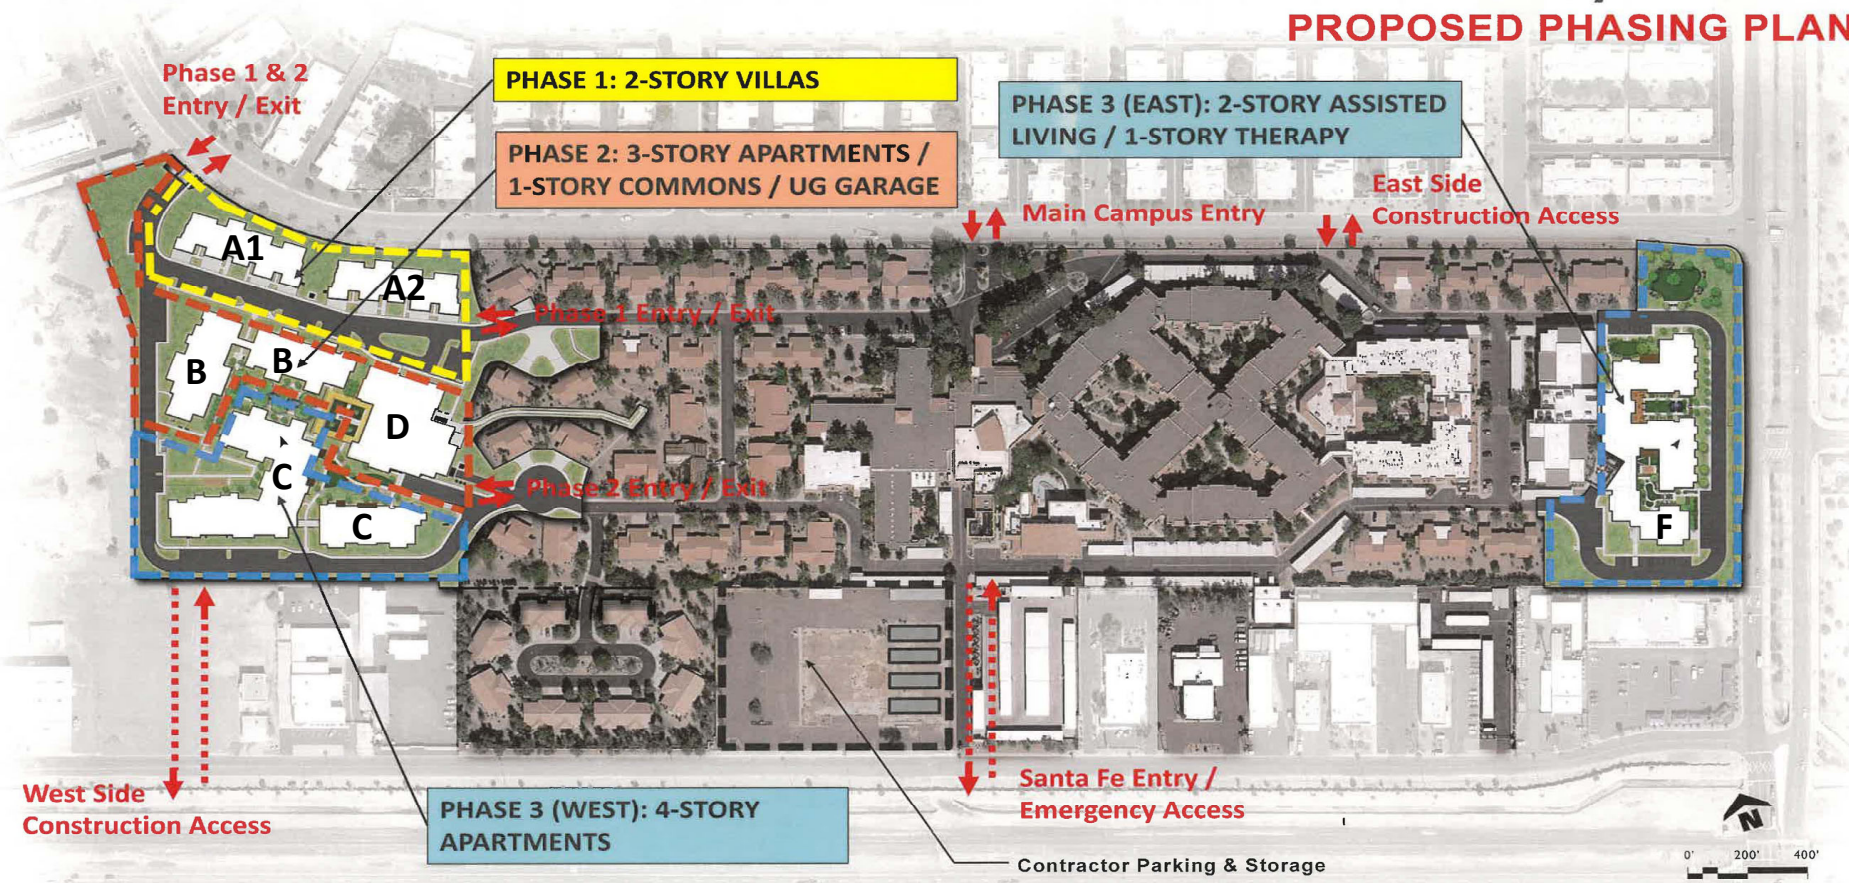 PROPOSED PHASING PLAN
Phase 1 & 2
Entry / Exit
PHASE 1: 2-STORY VILLAS
PHASE 2: 3-STORY APARTMENTS /
1-STORY COMMONS / UG GARAGE
PHASE 3 (EAST): 2-STORY ASSISTED
LIVING / 1-STORY THERAPY
Main Campus Entry
East Side
Construction Access
A1
A2
Phase 1 Entry / Exit
B
B
D
C
Phase 2 Entry / Exit
C
F
West Side
Construction Access
PHASE 3 (WEST): 4-STORY
APARTMENTS
Santa Fe Entry /
Emergency Access
Contractor Parking & Storage
N
0' 200' 400'